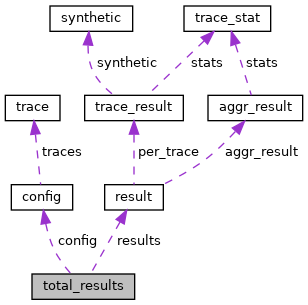 synthetic trace_stat
synthetic stats stats
trace trace_result aggr_result
traces per_trace aggr_result
config result
config results
total_results